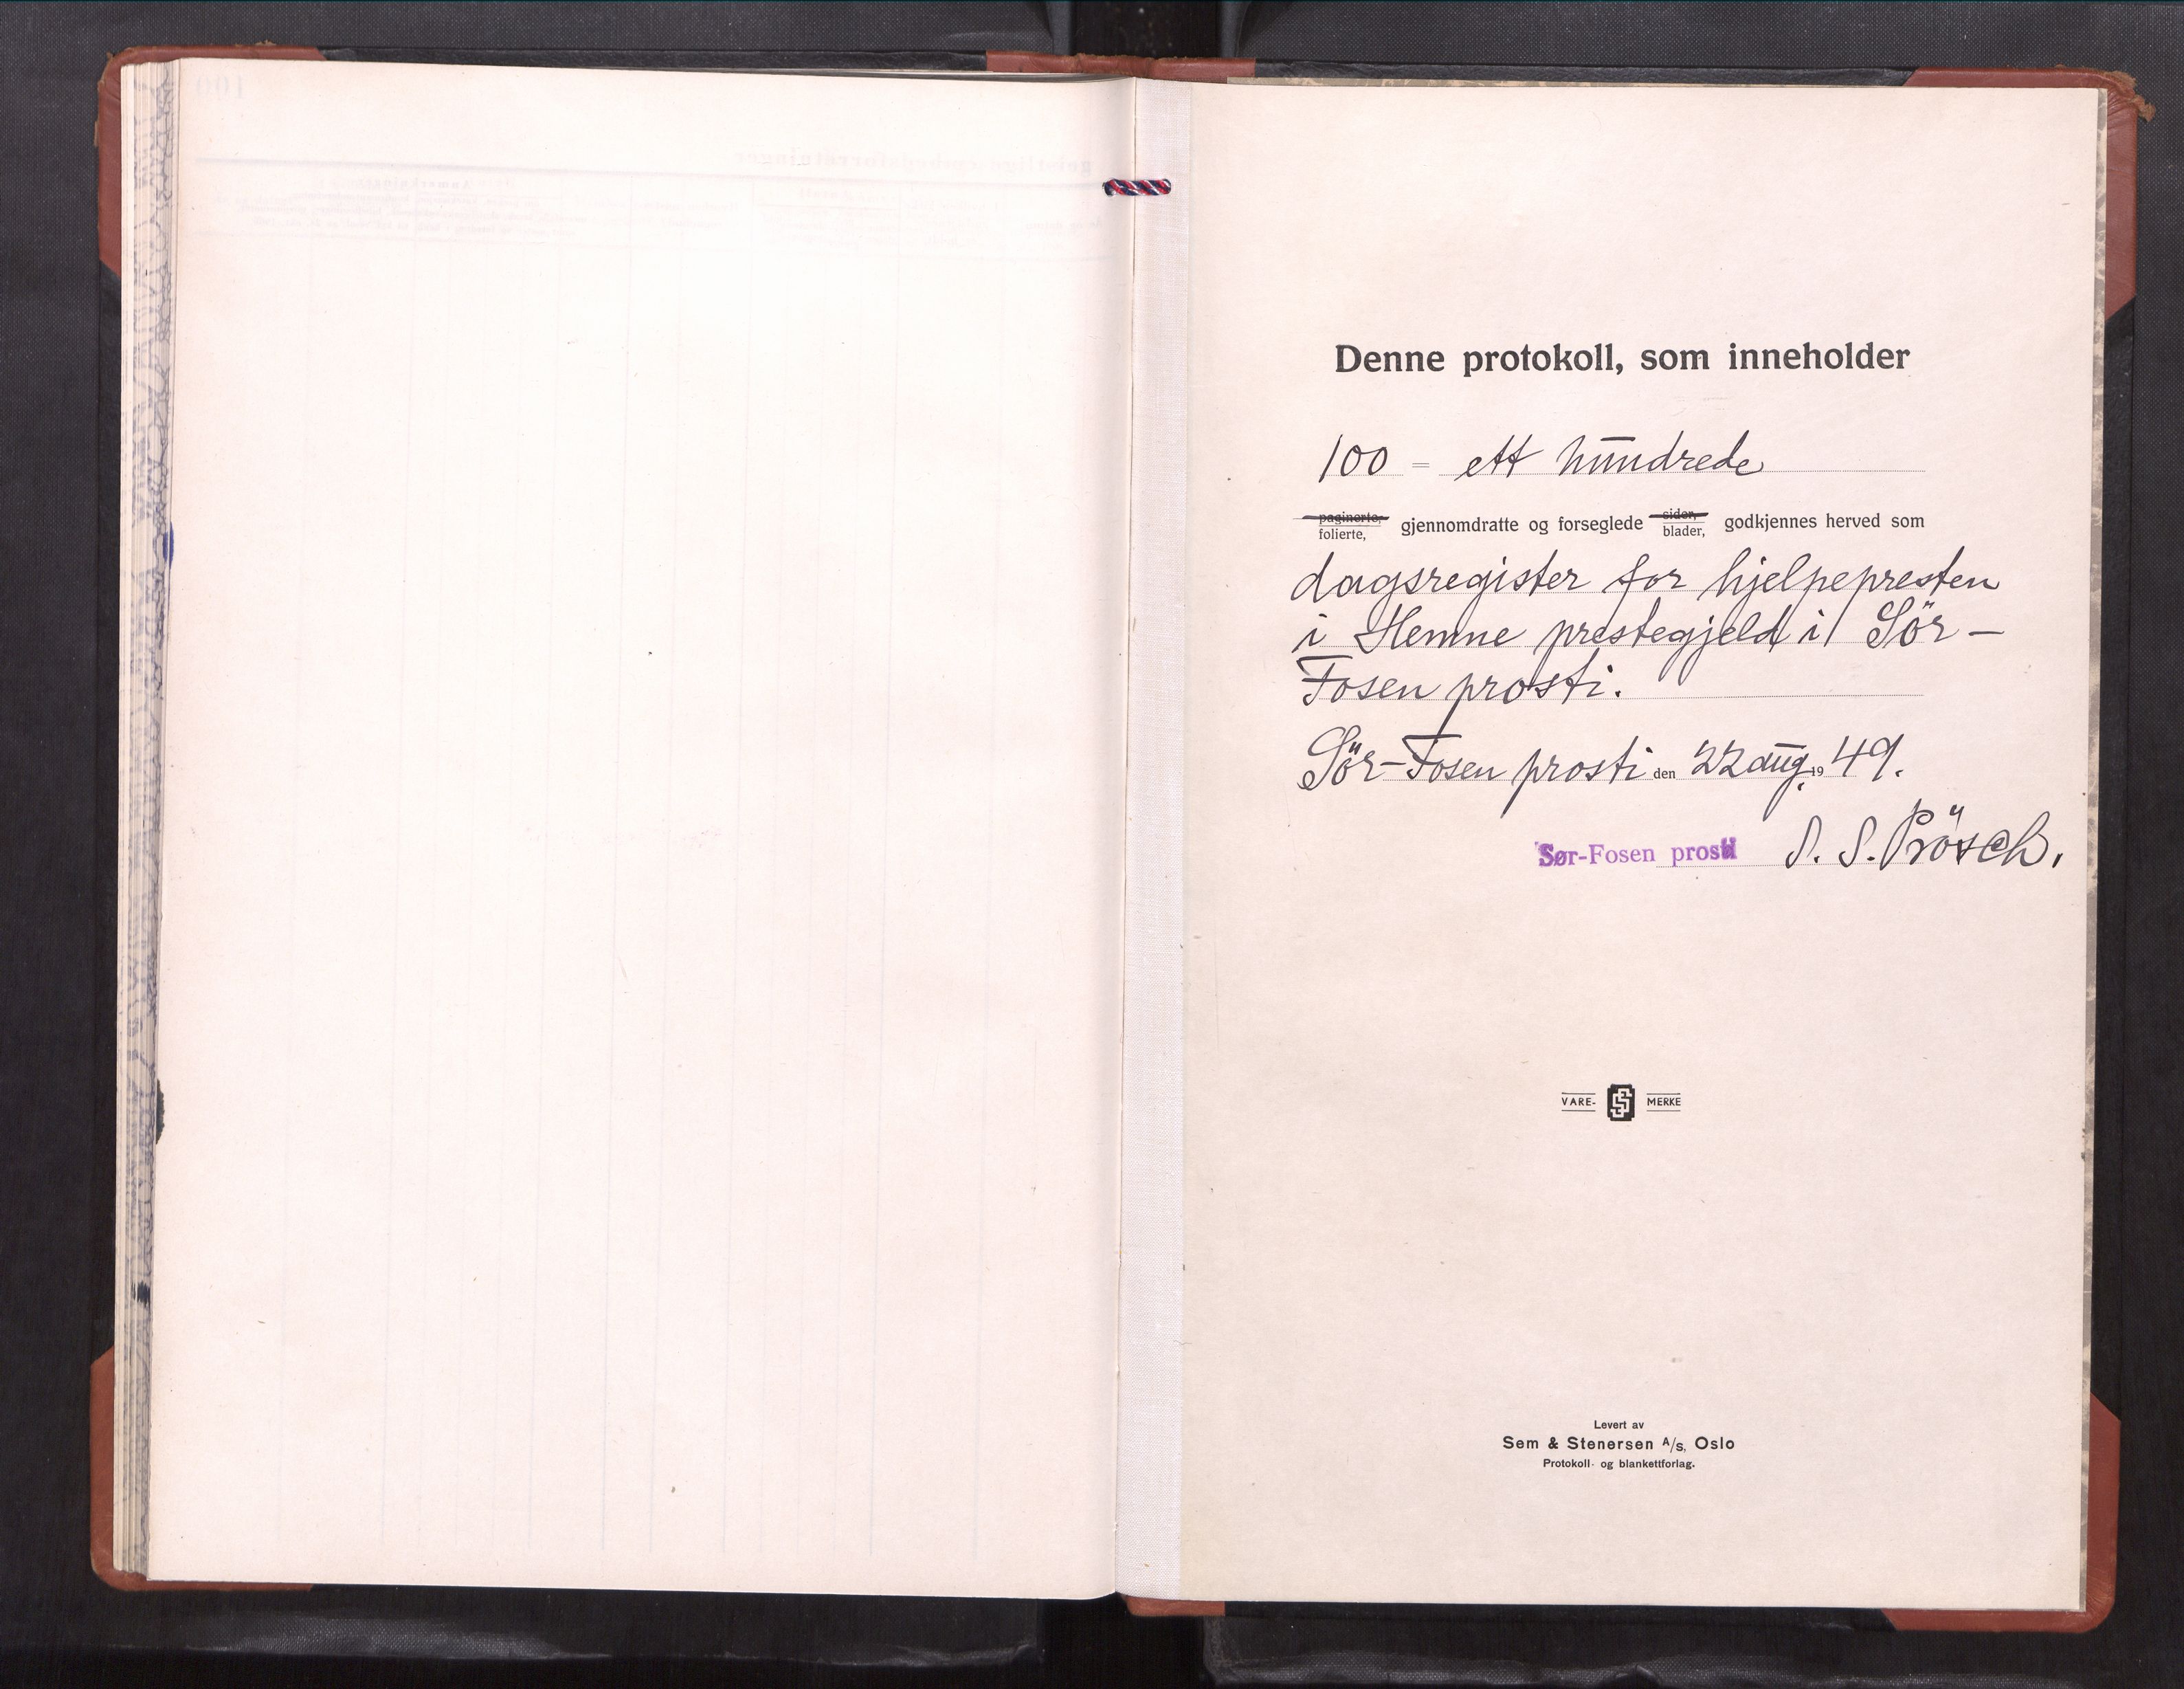 Denne protokoll, som inneholder
100 = ett hundrede
paginerte, folierte, gjennomdratte og forseglede sider, blader, godkjennes herved som
dagsregister for hjelpepresten
i Hemne prestegjeld i Sör-
Fosen prosti.
Sör-Fosen prosti den 22 aug. 1949.
Sør-Fosen prosti S. S. Prösch.
VARE- MERKE
Levert av
Sem & Stenersen A/s, Oslo
Protokoll- og blankettforlag.